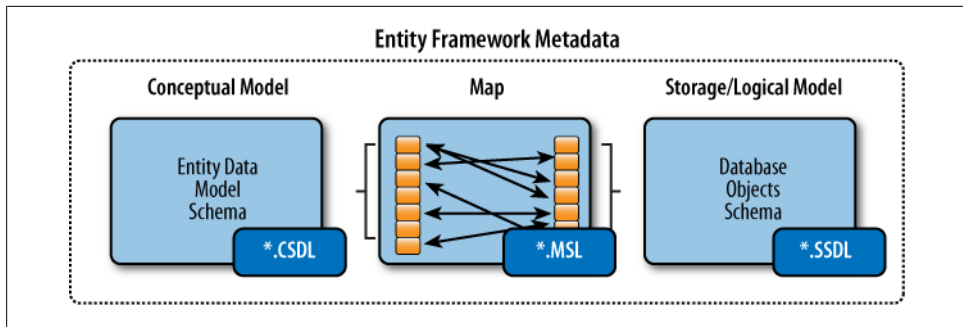 Entity Framework Metadata
Conceptual Model
Map
Storage/Logical Model
Entity Data
Model
Schema
Database
Objects
Schema
*.CSDL
*.MSL
*.SSDL